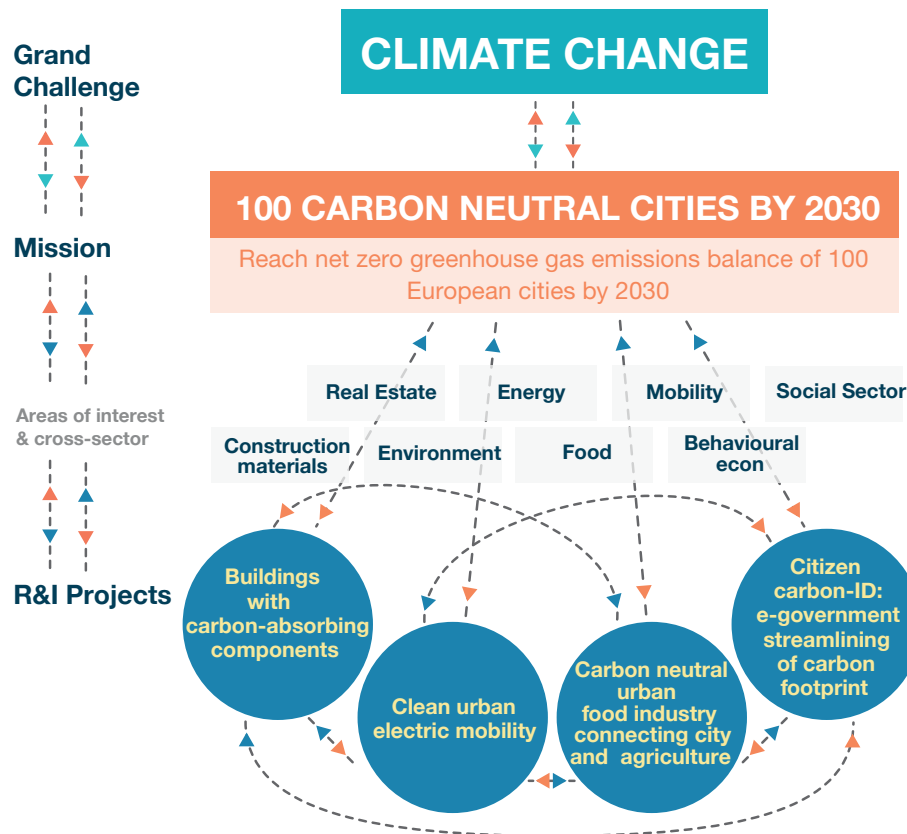 Grand
Challenge
Mission
Areas of interest
& cross-sector
R&I Projects
CLIMATE CHANGE
100 CARBON NEUTRAL CITIES BY 2030
Reach net zero greenhouse gas emissions balance of 100
European cities by 2030
Real Estate
Energy
Mobility
Social Sector
Construction
materials
Environment
Food
Behavioural
econ
Buildings
with
carbon-absorbing
components
Clean urban
electric mobility
Carbon neutral
urban
food industry
connecting city
and agriculture
Citizen
carbon-ID:
e-government
streamlining
of carbon
footprint